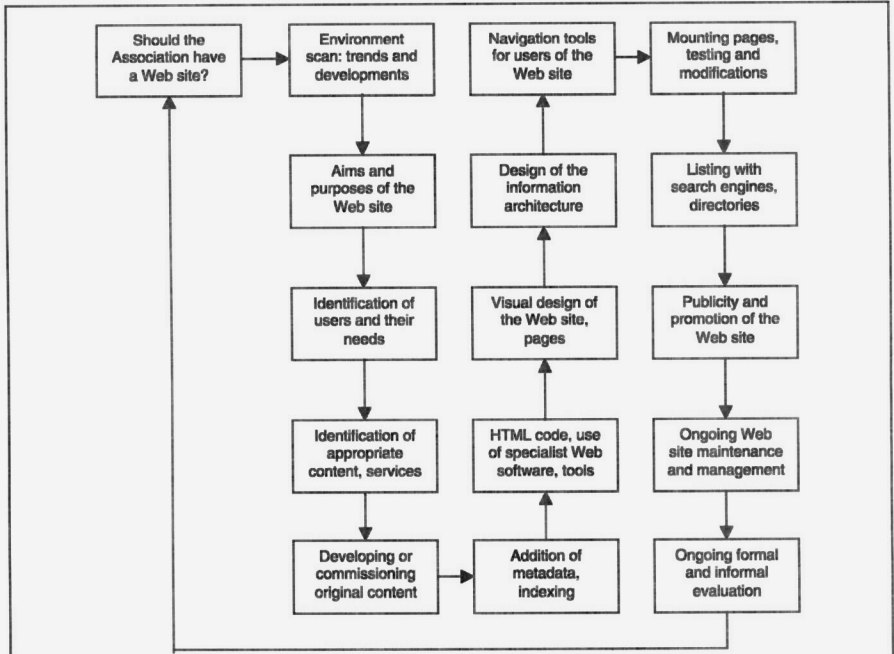 Should the
Association have
a Web site?
Environment
scan: trends and
developments
Aims and
purposes of the
Web site
Identification of
users and their
needs
Identification of
appropriate
content, services
Developing or
commissioning
original content
Addition of
metadata,
indexing
HTML code, use
of specialist Web
software, tools
Visual design of
the Web site,
pages
Design of the
information
architecture
Navigation tools
for users of the
Web site
Mounting pages,
testing and
modifications
Listing with
search engines,
directories
Publicity and
promotion of the
Web site
Ongoing Web
site maintenance
and management
Ongoing formal
and informal
evaluation